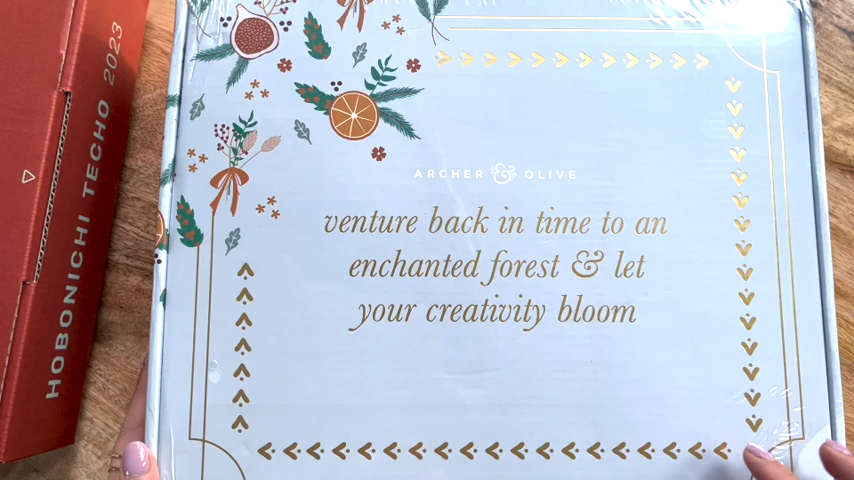 HOBONICHI TECHO 2023
ARCHER & OLIVE
venture back in time to an
enchanted forest & let
your creativity bloom